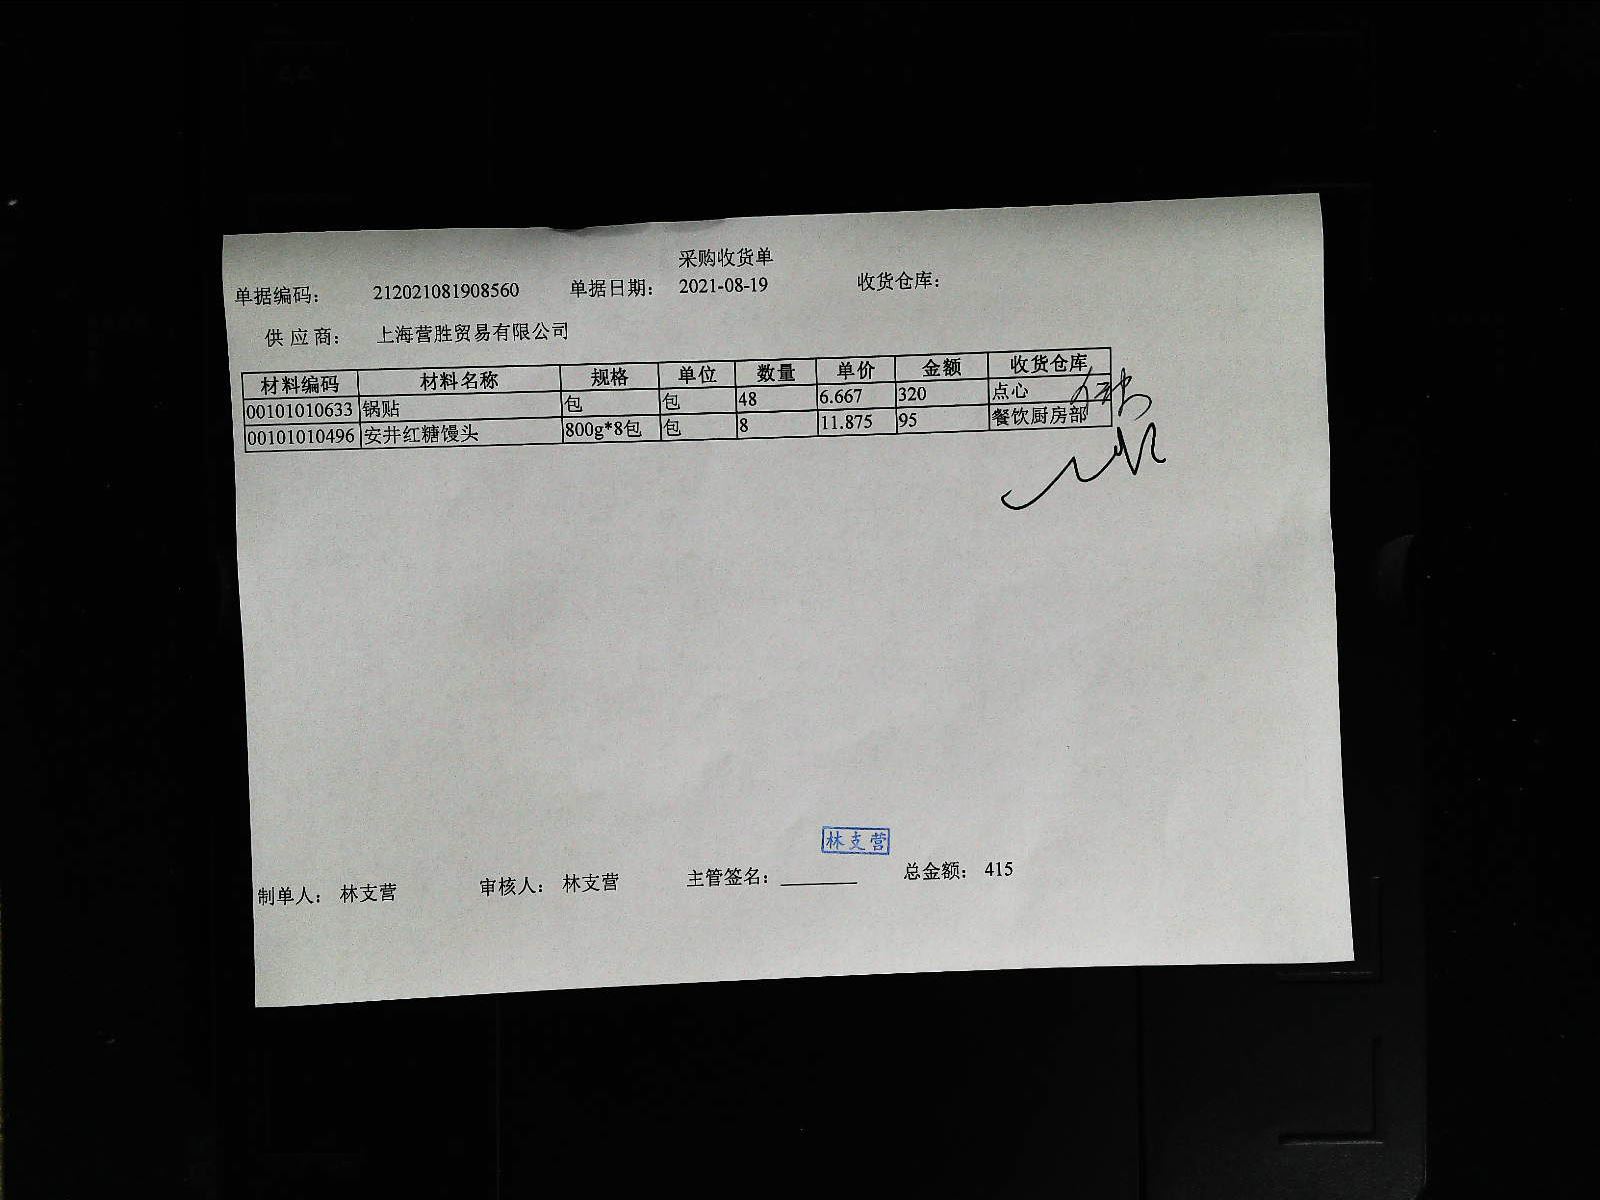 采购收货单
单据编码： 212021081908560 单据日期： 2021-08-19 收货仓库：
供 应 商： 上海营胜贸易有限公司
材料编码 材料名称 规格 单位 数量 单价 金额 收货仓库
00101010633 锅贴 包 包 48 6.667 320 点心
00101010496 安井红糖馒头 800g*8包 包 8 11.875 95 餐饮厨房部
林支营
制单人： 林支营 审核人： 林支营 主管签名：________ 总金额： 415